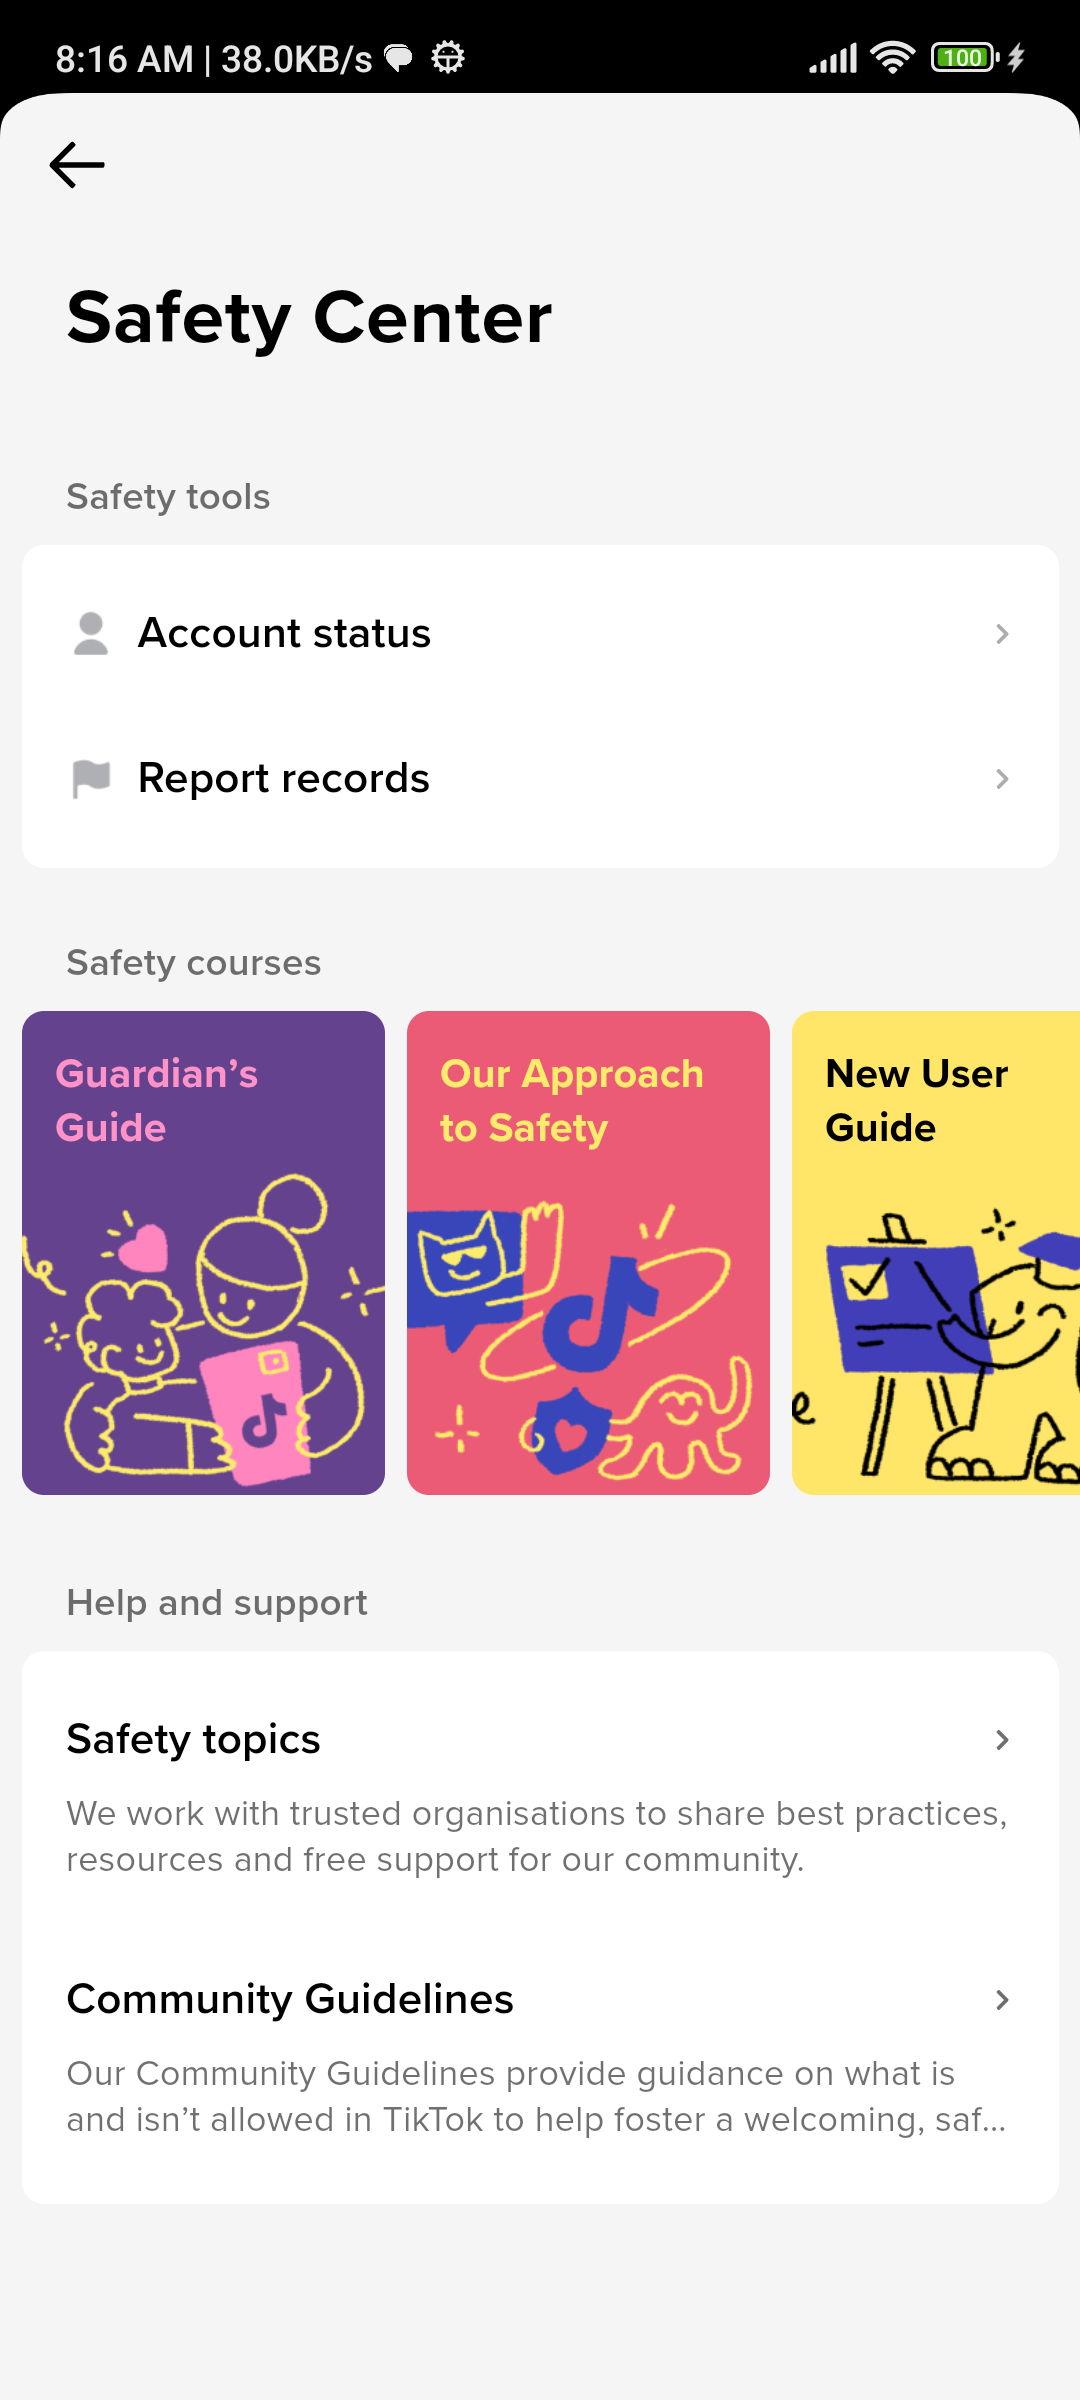 8:16 AM | 38.0KB/s
100
Safety Center
Safety tools
Account status
Report records
Safety courses
Guardian’s
Guide
Our Approach
to Safety
New User
Guide
Help and support
Safety topics
We work with trusted organisations to share best practices,
resources and free support for our community.
Community Guidelines
Our Community Guidelines provide guidance on what is
and isn’t allowed in TikTok to help foster a welcoming, saf...